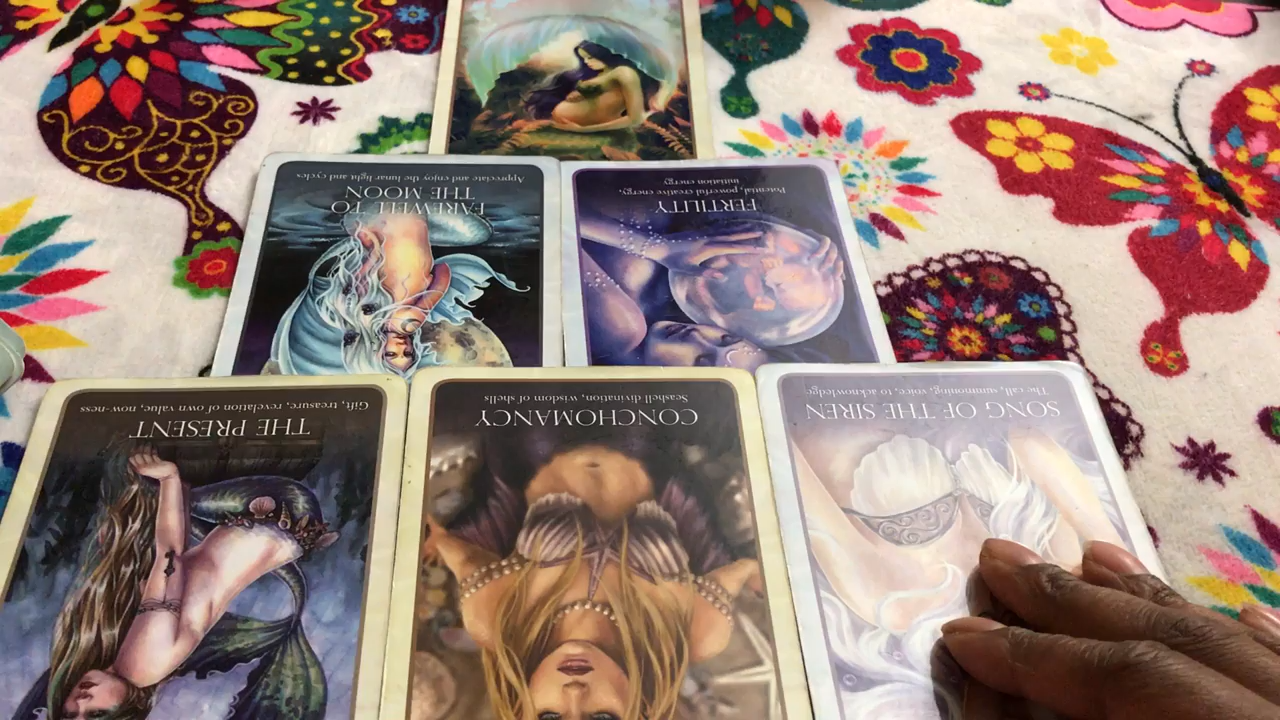 FAREWELL TO
THE MOON
Appreciate and enjoy the lunar light and cycles
FERTILITY
Potential, powerful creative energy,
initiation energy
THE PRESENT
Gift, treasure, revelation of own value, now-ness
CONCHOMANCY
Seashell divination, wisdom of shells
SONG OF THE SIREN
The call, summoning, voice, to acknowledge